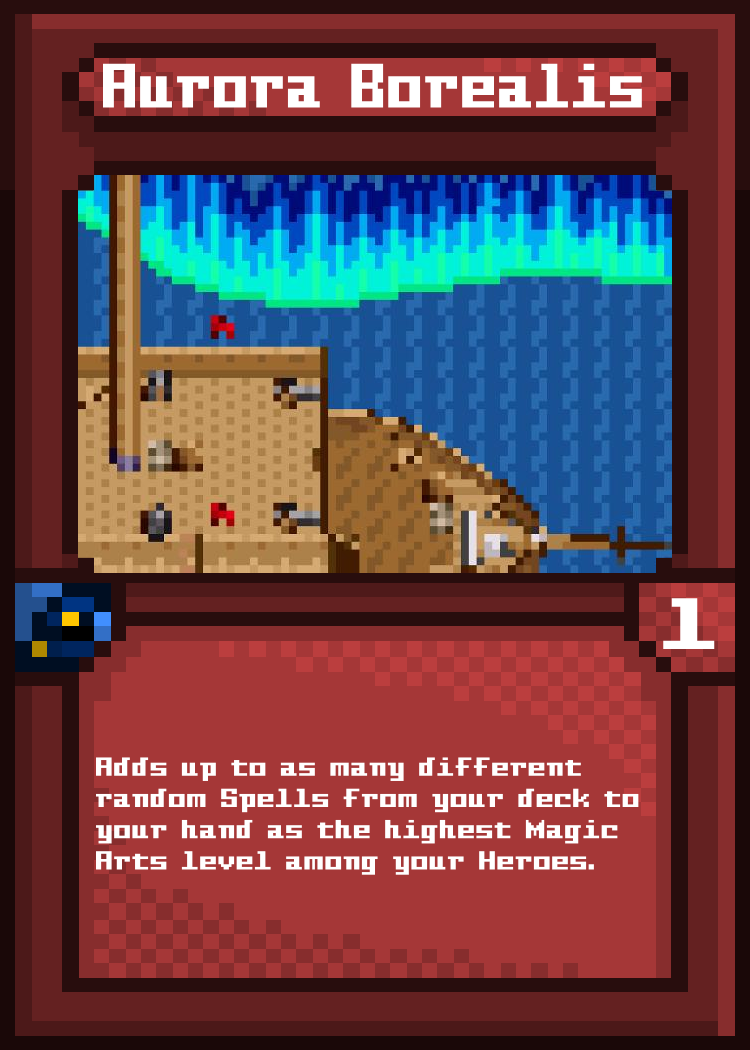 Aurora Borealis
1
Adds up to as many different
random Spells from your deck to
your hand as the highest Magic
Arts level among your Heroes.